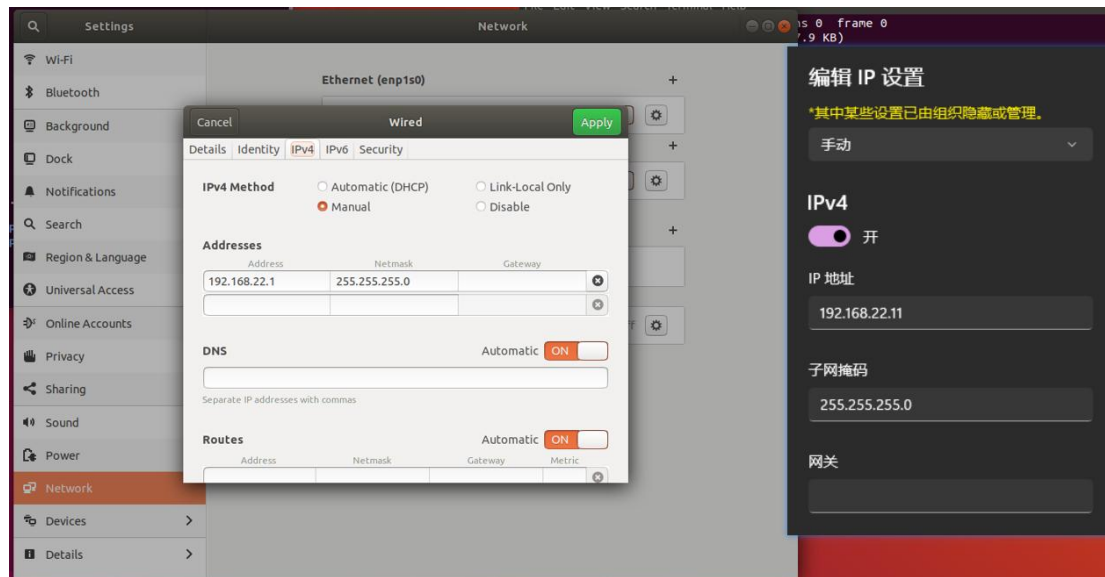 Settings
Network
Wi-Fi
Bluetooth
Background
Dock
Notifications
Search
Region & Language
Universal Access
Online Accounts
Privacy
Sharing
Sound
Power
Network
Devices
Details
Ethernet (enp1s0)
Cancel
Wired
Apply
Details Identity IPv4 IPv6 Security
IPv4 Method
Automatic (DHCP)
Link-Local Only
Manual
Disable
Addresses
Address Netmask Gateway
192.168.22.1 255.255.255.0
DNS
Automatic ON
Separate IP addresses with commas
Routes
Automatic ON
Address Netmask Gateway Metric
0 frame 0
.9 KB)
编辑 IP 设置
*其中某些设置已由组织隐藏或管理。
手动
IPv4
开
IP 地址
192.168.22.11
子网掩码
255.255.255.0
网关